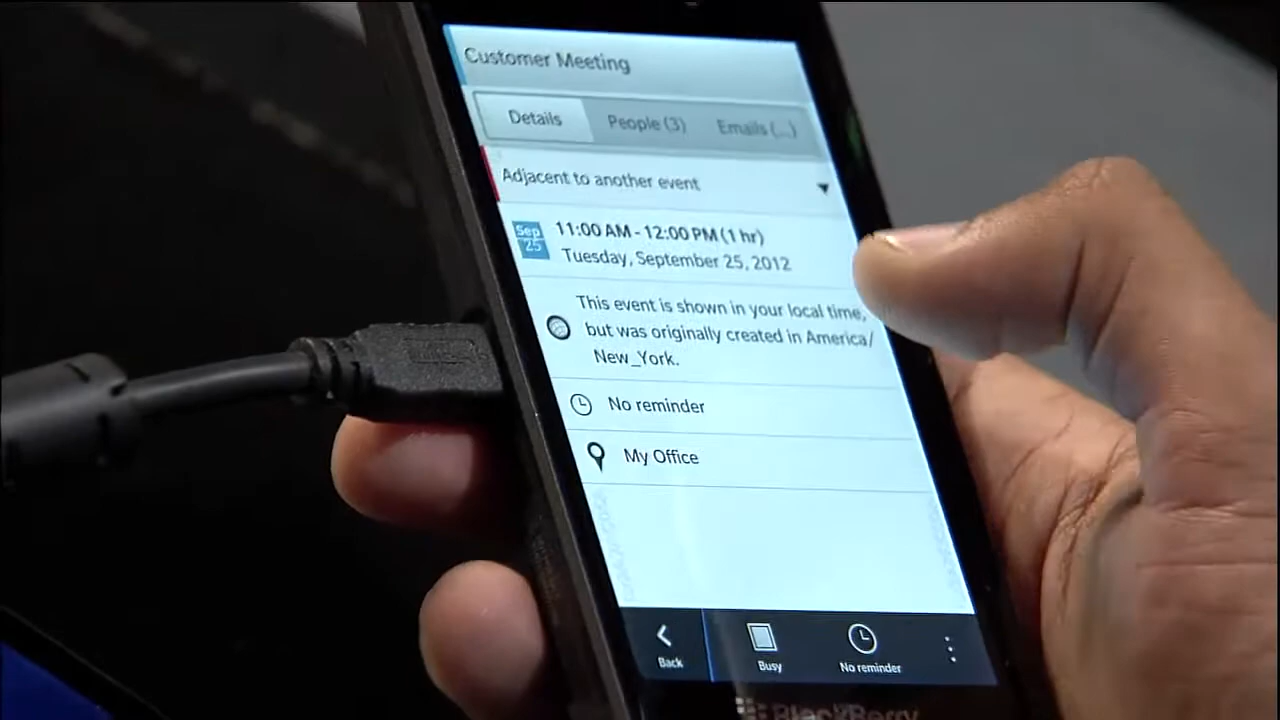 Customer Meeting
Details
People (3)
Emails (...)
Adjacent to another event
Sep
25
11:00 AM - 12:00 PM (1 hr)
Tuesday, September 25, 2012
This event is shown in your local time,
but was originally created in America/
New_York.
No reminder
My Office
Back
Busy
No reminder
BlackBerry